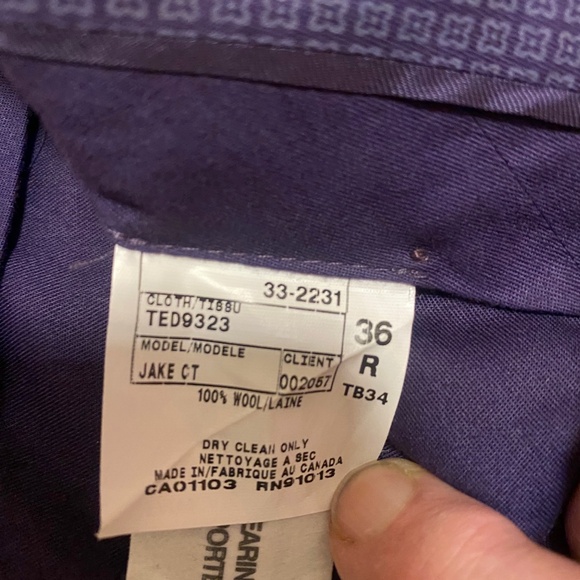 33-2231
CLOTH/TISSU
TED9323
MODEL/MODELE
JAKE CT
CLIENT
002057
36
R
TB34
100% WOOL/LAINE
DRY CLEAN ONLY
NETTOYAGE A SEC
MADE IN/FABRIQUE AU CANADA
CA01103 RN91013